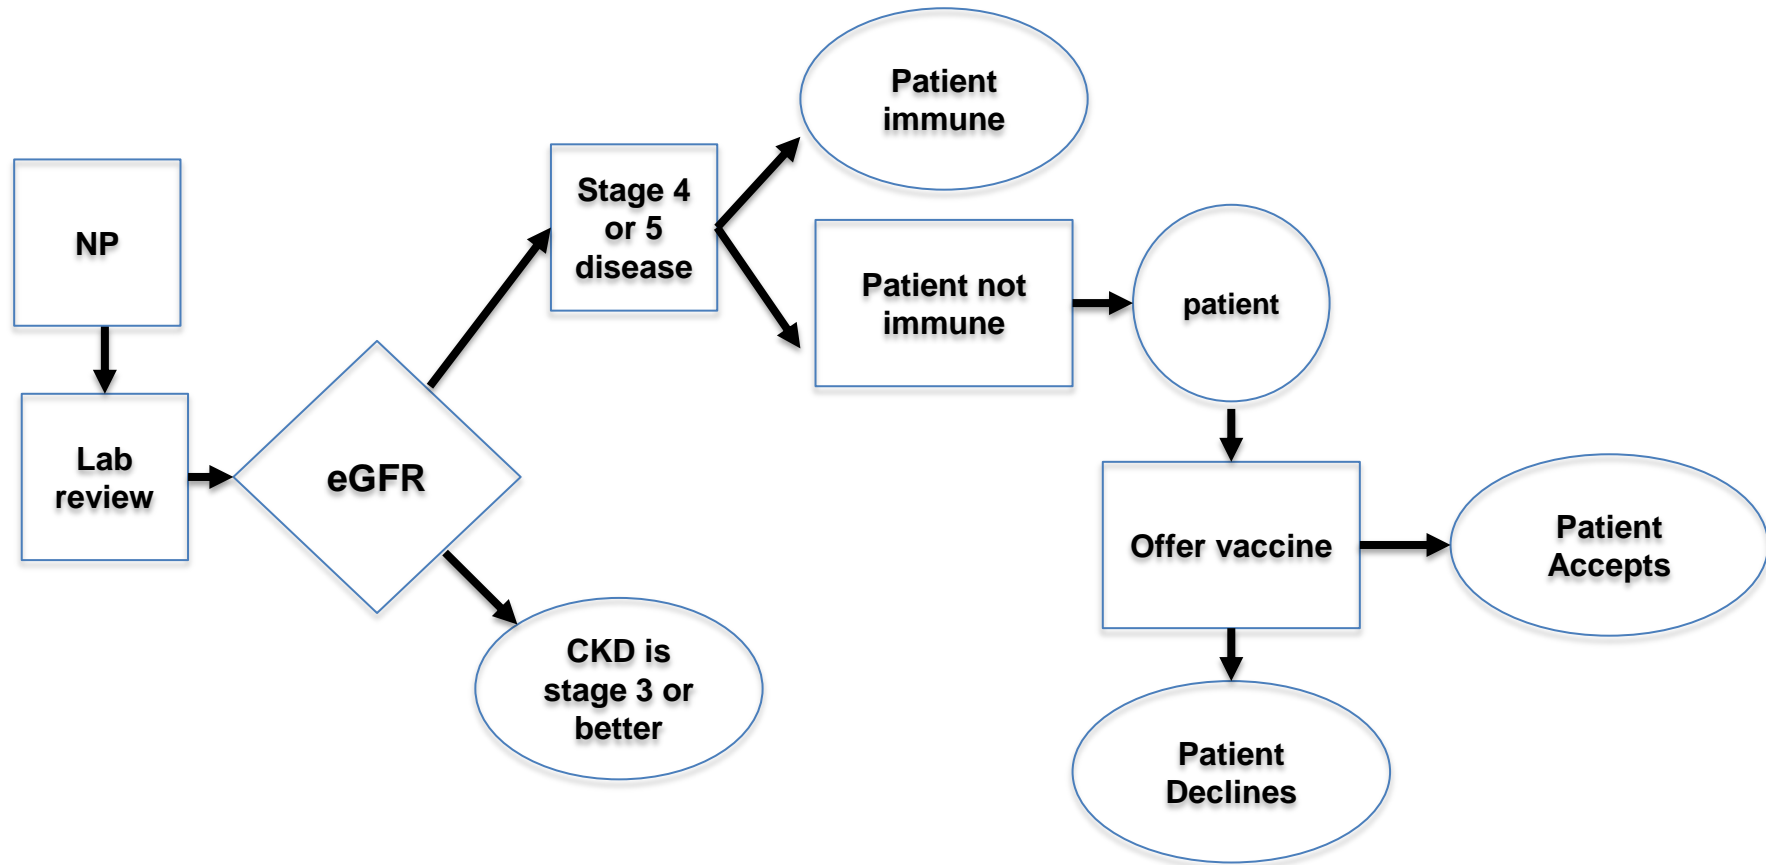 NP
Lab
review
eGFR
Stage 4
or 5
disease
CKD is
stage 3 or
better
Patient
immune
Patient not
immune
patient
Offer vaccine
Patient
Accepts
Patient
Declines